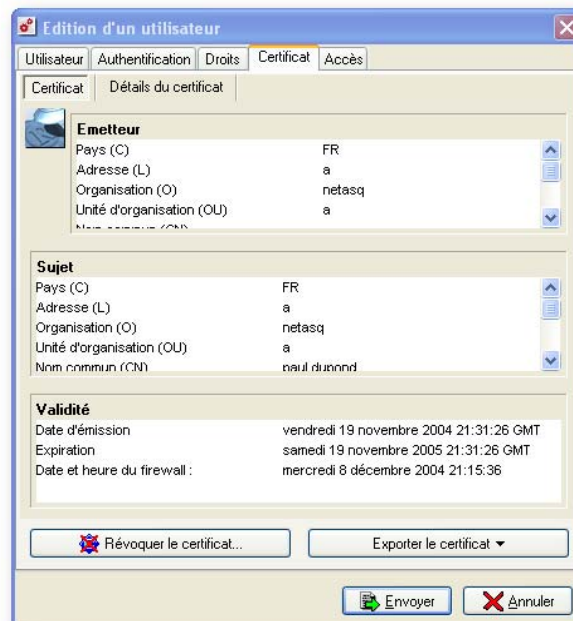 Edition d'un utilisateur
Utilisateur Authentification Droits Certificat Accès
Certificat Détails du certificat
Emetteur
Pays (C) FR
Adresse (L) a
Organisation (O) netasq
Unité d'organisation (OU) a
Nom commun (CN)
Sujet
Pays (C) FR
Adresse (L) a
Organisation (O) netasq
Unité d'organisation (OU) a
Nom commun (CN) paul dupond
Validité
Date d'émission vendredi 19 novembre 2004 21:31:26 GMT
Expiration samedi 19 novembre 2005 21:31:26 GMT
Date et heure du firewall : mercredi 8 décembre 2004 21:15:36
Révoquer le certificat... Exporter le certificat
Envoyer Annuler